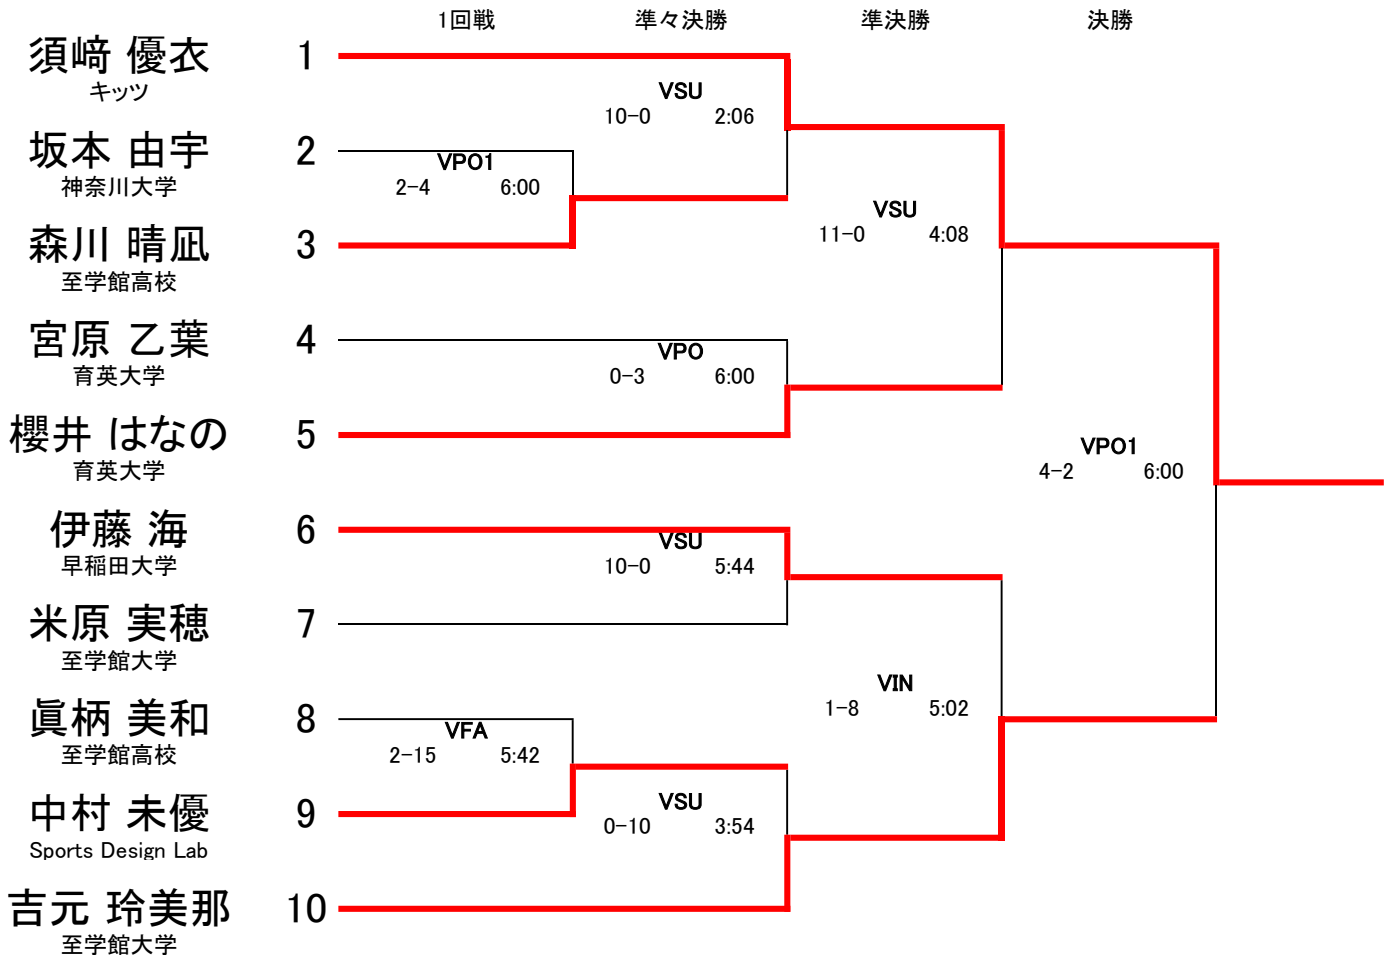 1回戦 準々決勝 準決勝 決勝
須﨑 優衣 1
キッツ
VSU
10-0 2:06
坂本 由宇 2
神奈川大学
VPO1
2-4 6:00
VSU
11-0 4:08
森川 晴凪 3
至学館高校
宮原 乙葉 4
育英大学
VPO
0-3 6:00
櫻井 はなの 5
育英大学
VPO1
4-2 6:00
伊藤 海 6
早稲田大学
VSU
10-0 5:44
米原 実穂 7
至学館大学
VIN
1-8 5:02
眞柄 美和 8
至学館高校
VFA
2-15 5:42
中村 未優 9
Sports Design Lab
VSU
0-10 3:54
吉元 玲美那 10
至学館大学